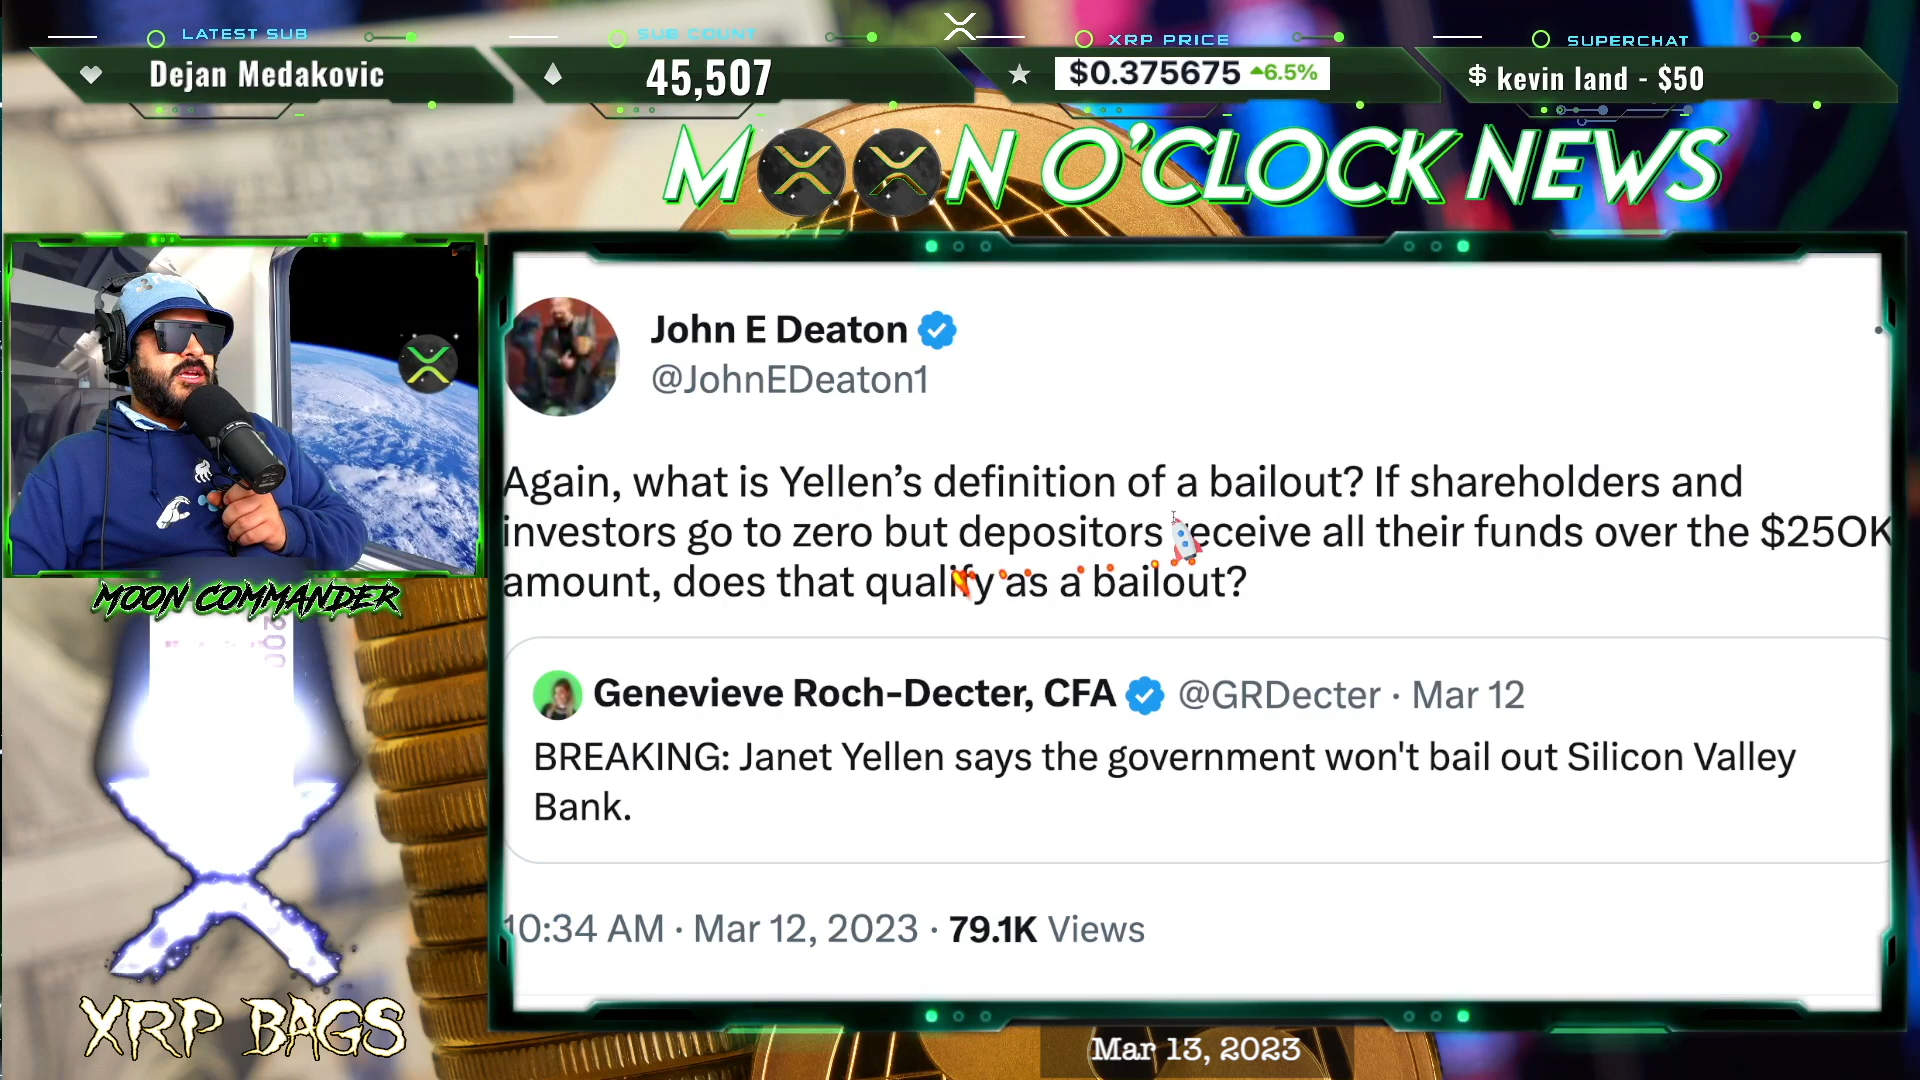 LATEST SUB
Dejan Medakovic
SUB COUNT
45,507
XRP PRICE
$0.375675 6.5%
SUPERCHAT
$ kevin land - $50
MOON O'CLOCK NEWS
John E Deaton
@JohnEDeaton1
Again, what is Yellen's definition of a bailout? If shareholders and
investors go to zero but depositors receive all their funds over the $250K
amount, does that qualify as a bailout?
Genevieve Roch-Decter, CFA @GRDecter · Mar 12
BREAKING: Janet Yellen says the government won't bail out Silicon Valley
Bank.
10:34 AM · Mar 12, 2023 · 79.1K Views
MOON COMMANDER
200
XRP BAGS
Mar 13, 2023